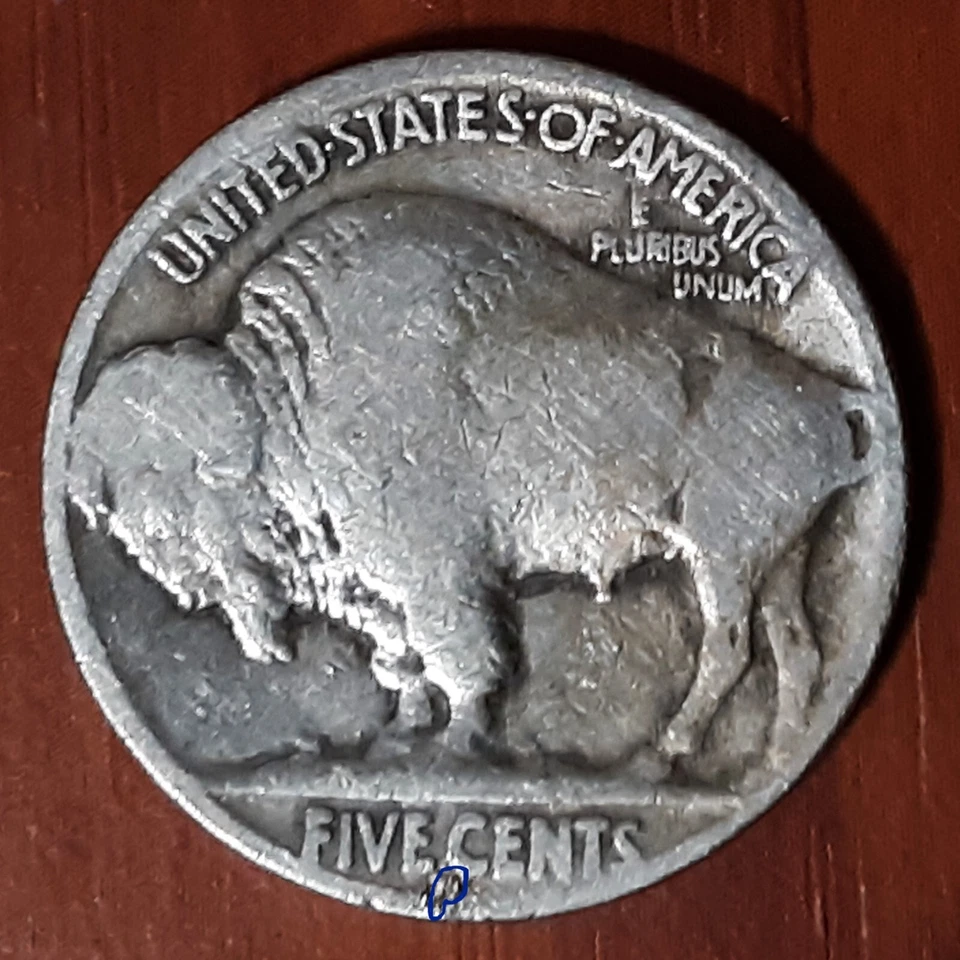 UNITED·STATES·OF·AMERICA
E
PLURIBUS
UNUM
FIVE CENTS
P